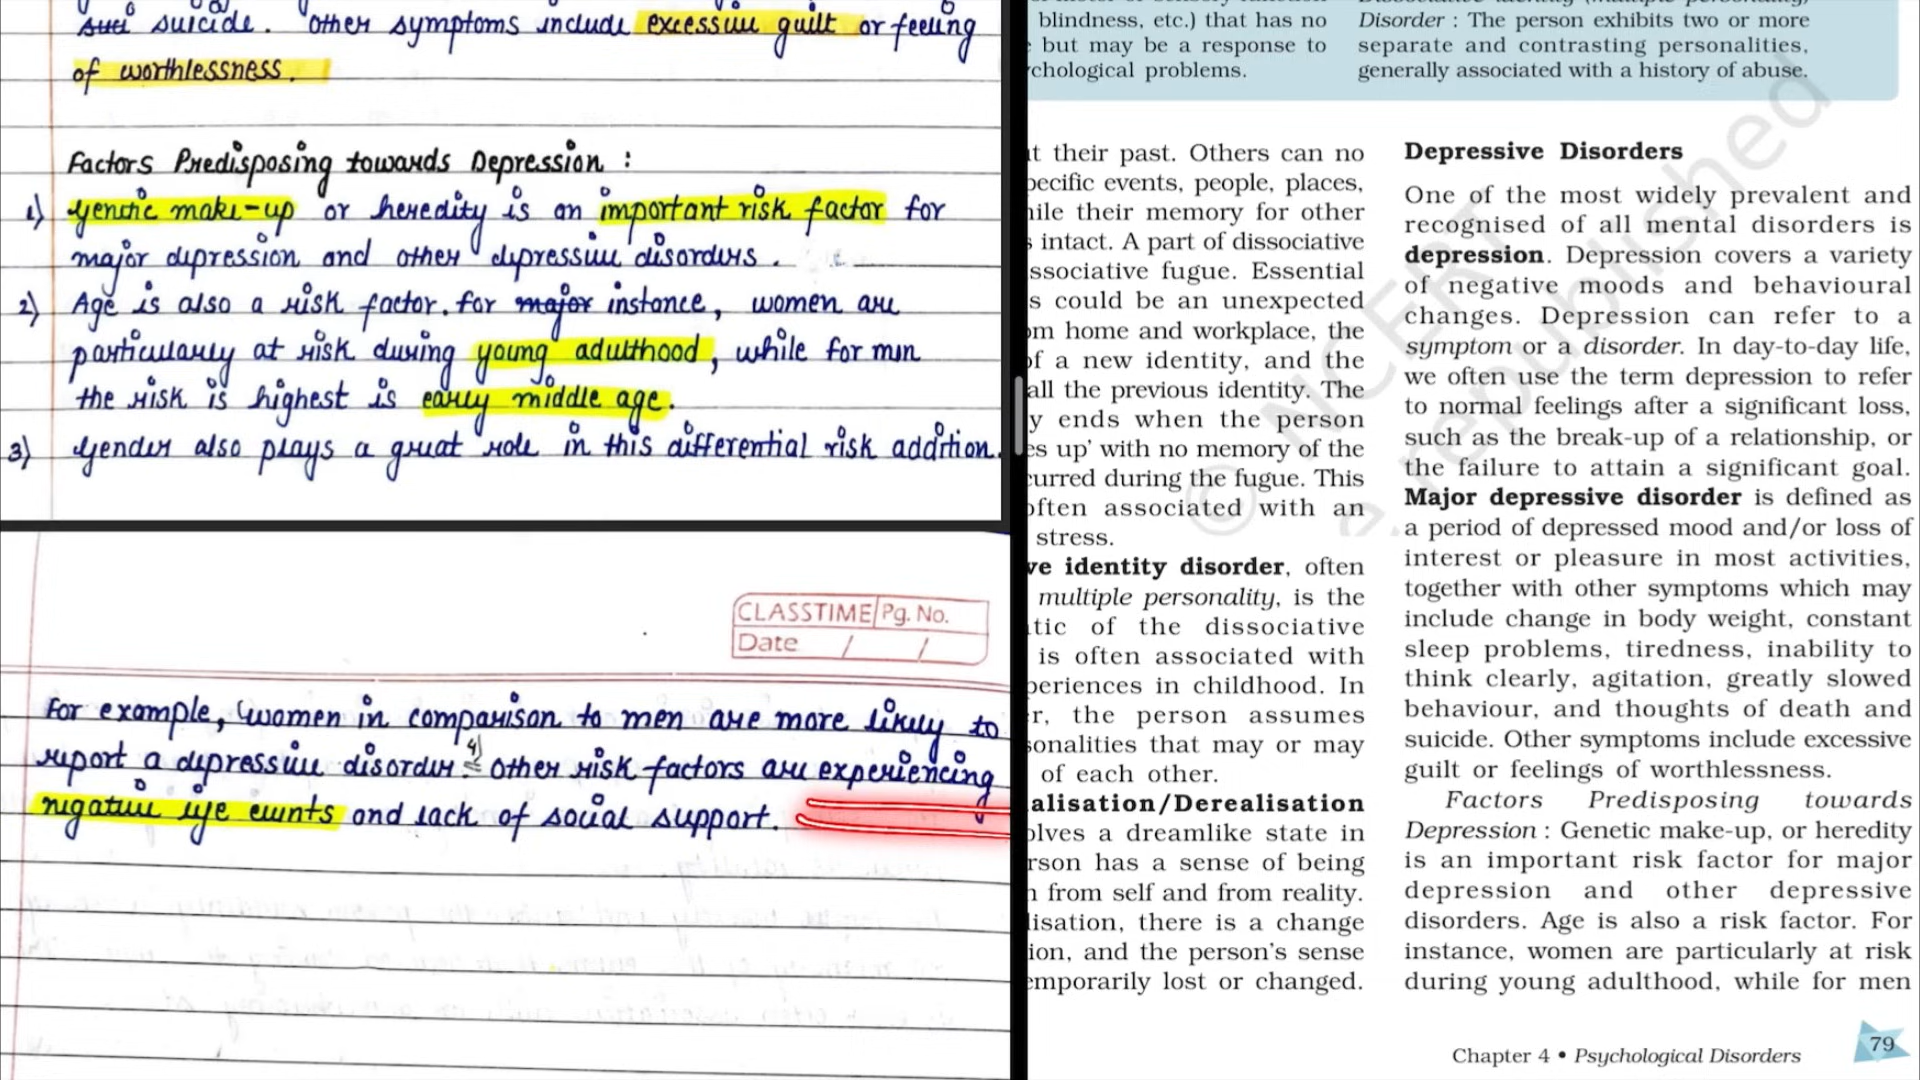 suicide. Other symptoms include excessive guilt or feeling
of worthlessness.
Factors Predisposing towards Depression :
1) Genetic make-up or heredity is an important risk factor for
major depression and other depressive disorders.
2) Age is also a risk factor. For major instance, women are
particularly at risk during young adulthood, while for men
the risk is highest is early middle age.
3) Gender also plays a great role in this differential risk addition.
CLASSTIME Pg. No.
Date / /
For example, women in comparison to men are more likely to
report a depressive disorder. 4) Other risk factors are experiencing
negative life events and lack of social support.
blindness, etc.) that has no
but may be a response to
chological problems.
Disorder : The person exhibits two or more
separate and contrasting personalities,
generally associated with a history of abuse.
t their past. Others can no
pecific events, people, places,
ile their memory for other
s intact. A part of dissociative
ssociative fugue. Essential
s could be an unexpected
om home and workplace, the
of a new identity, and the
all the previous identity. The
y ends when the person
es up’ with no memory of the
curred during the fugue. This
often associated with an
stress.
ve identity disorder, often
multiple personality, is the
tic of the dissociative
is often associated with
periences in childhood. In
r, the person assumes
sonalities that may or may
of each other.
alisation/Derealisation
olves a dreamlike state in
rson has a sense of being
n from self and from reality.
lisation, there is a change
ion, and the person’s sense
emporarily lost or changed.
Depressive Disorders
One of the most widely prevalent and
recognised of all mental disorders is
depression. Depression covers a variety
of negative moods and behavioural
changes. Depression can refer to a
symptom or a disorder. In day-to-day life,
we often use the term depression to refer
to normal feelings after a significant loss,
such as the break-up of a relationship, or
the failure to attain a significant goal.
Major depressive disorder is defined as
a period of depressed mood and/or loss of
interest or pleasure in most activities,
together with other symptoms which may
include change in body weight, constant
sleep problems, tiredness, inability to
think clearly, agitation, greatly slowed
behaviour, and thoughts of death and
suicide. Other symptoms include excessive
guilt or feelings of worthlessness.
Factors Predisposing towards
Depression : Genetic make-up, or heredity
is an important risk factor for major
depression and other depressive
disorders. Age is also a risk factor. For
instance, women are particularly at risk
during young adulthood, while for men
Chapter 4 • Psychological Disorders
79
© NCERT
republished